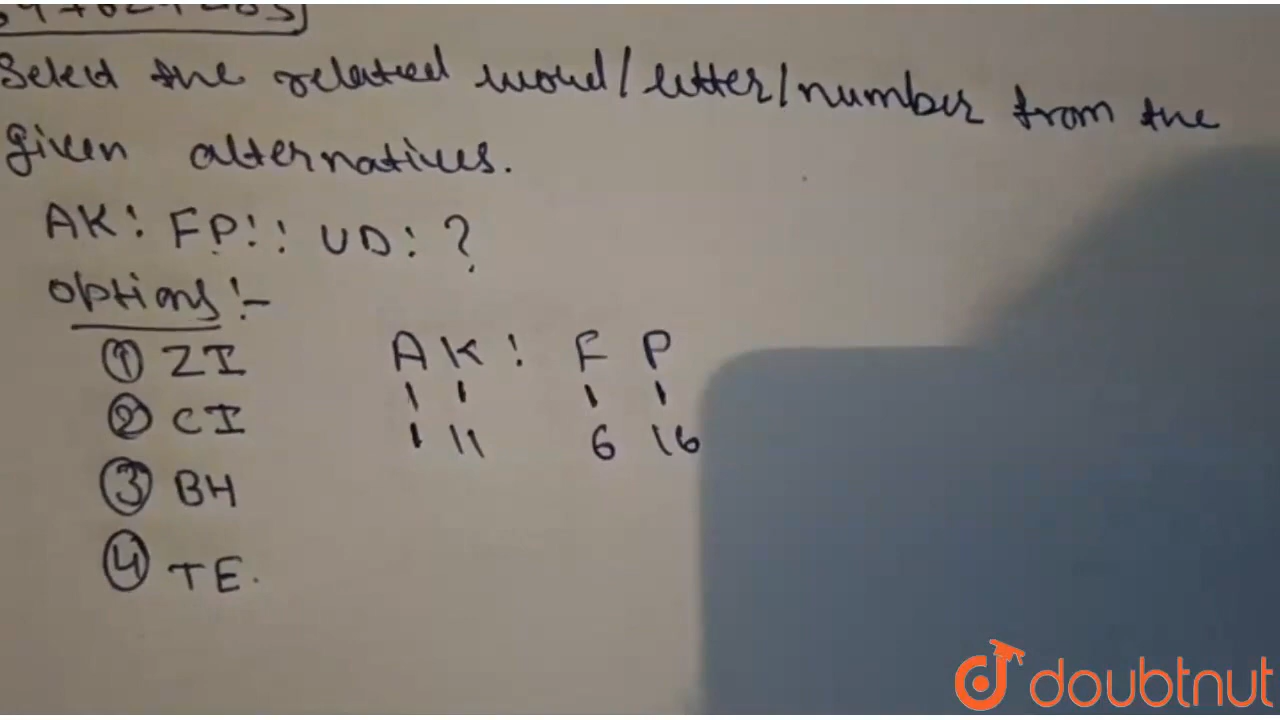 Select the related word/letter/number from the
given alternatives.
AK : FP :: UD : ?
Options :-
① ZI
② CI
③ BH
④ TE.
A K : F P
1 11 6 16
doubtnut